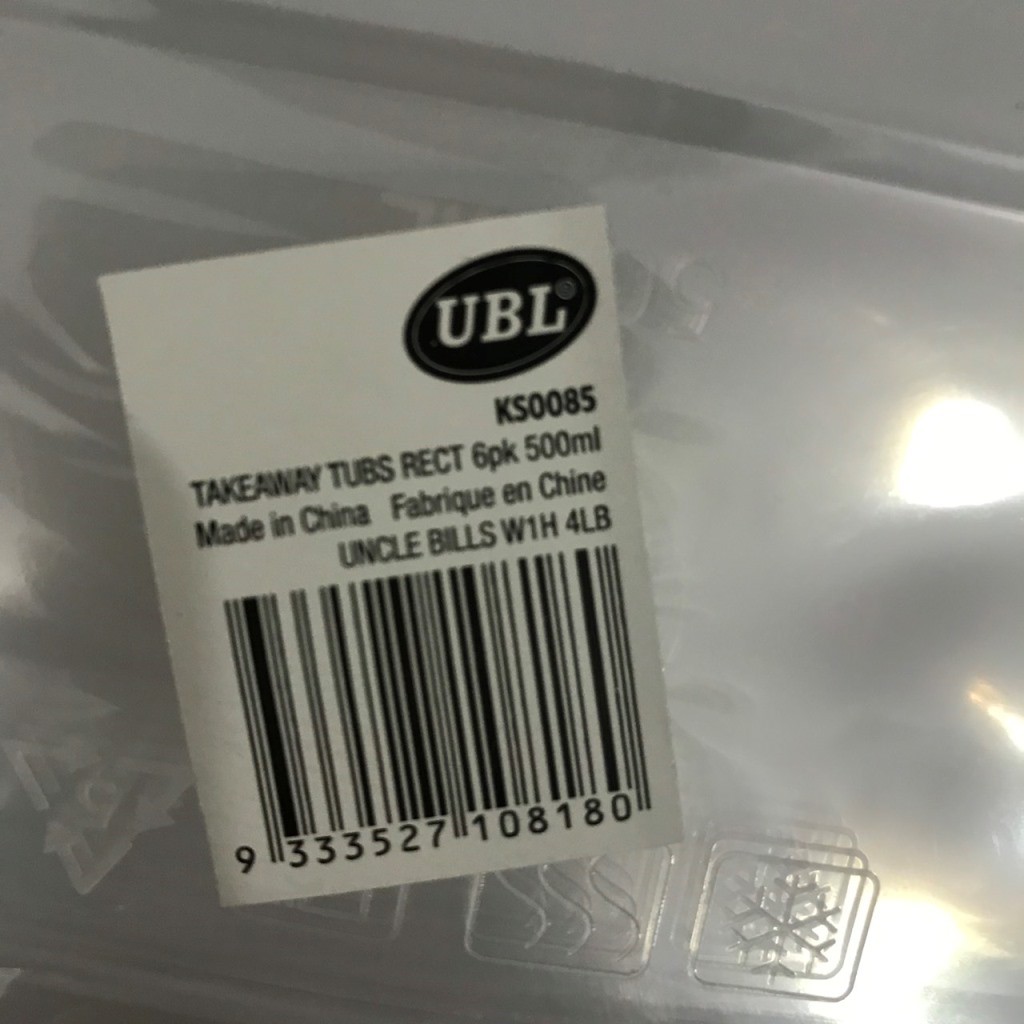 UBL®
KS0085
TAKEAWAY TUBS RECT 6pk 500ml
Made in China Fabrique en Chine
UNCLE BILLS W1H 4LB
9 333527 108180